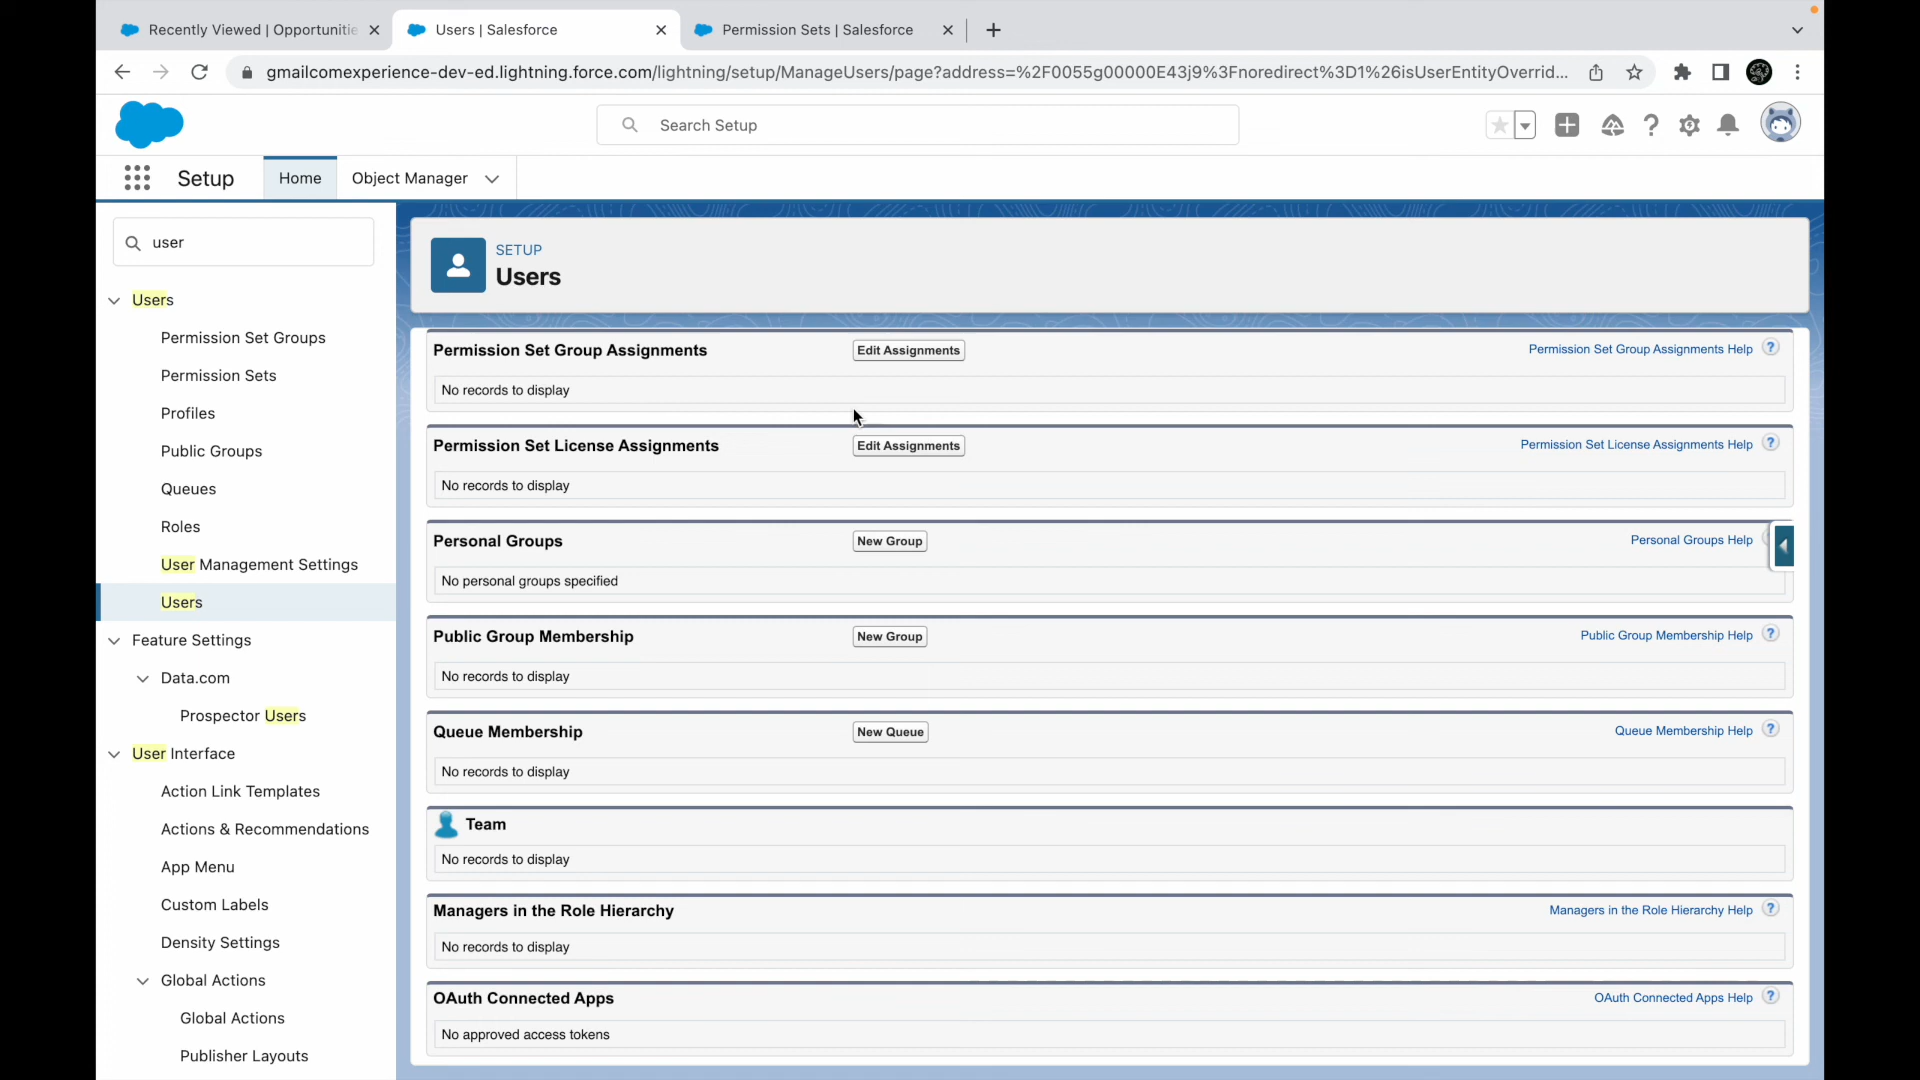 Recently Viewed | Opportunitie
Users | Salesforce
Permission Sets | Salesforce
gmailcomexperience-dev-ed.lightning.force.com/lightning/setup/ManageUsers/page?address=%2F0055g00000E43j9%3Fnoredirect%3D1%26isUserEntityOverrid...
Search Setup
Setup
Home
Object Manager
user
Users
Permission Set Groups
Permission Sets
Profiles
Public Groups
Queues
Roles
User Management Settings
Users
Feature Settings
Data.com
Prospector Users
User Interface
Action Link Templates
Actions & Recommendations
App Menu
Custom Labels
Density Settings
Global Actions
Global Actions
Publisher Layouts
SETUP
Users
Permission Set Group Assignments
Edit Assignments
Permission Set Group Assignments Help ?
No records to display
Permission Set License Assignments
Edit Assignments
Permission Set License Assignments Help ?
No records to display
Personal Groups
New Group
Personal Groups Help
No personal groups specified
Public Group Membership
New Group
Public Group Membership Help ?
No records to display
Queue Membership
New Queue
Queue Membership Help ?
No records to display
Team
No records to display
Managers in the Role Hierarchy
Managers in the Role Hierarchy Help ?
No records to display
OAuth Connected Apps
OAuth Connected Apps Help ?
No approved access tokens